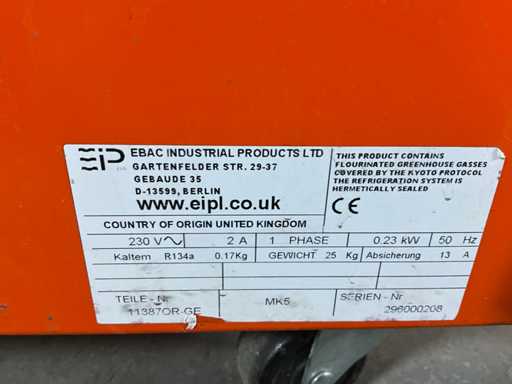 EIP LTD EBAC INDUSTRIAL PRODUCTS LTD
GARTENFELDER STR. 29-37
GEBAUDE 35
D-13599, BERLIN
www.eipl.co.uk
COUNTRY OF ORIGIN UNITED KINGDOM
THIS PRODUCT CONTAINS
FLOURINATED GREENHOUSE GASSES
COVERED BY THE KYOTO PROTOCOL
THE REFRIGERATION SYSTEM IS
HERMETICALLY SEALED
CE
230 V 2 A 1 PHASE 0.23 kW 50 Hz
Kaltem R134a 0.17Kg GEWICHT 25 Kg Absicherung 13 A
TEILE - Nr MK5 SERIEN - Nr
11387OR-GE 296000208